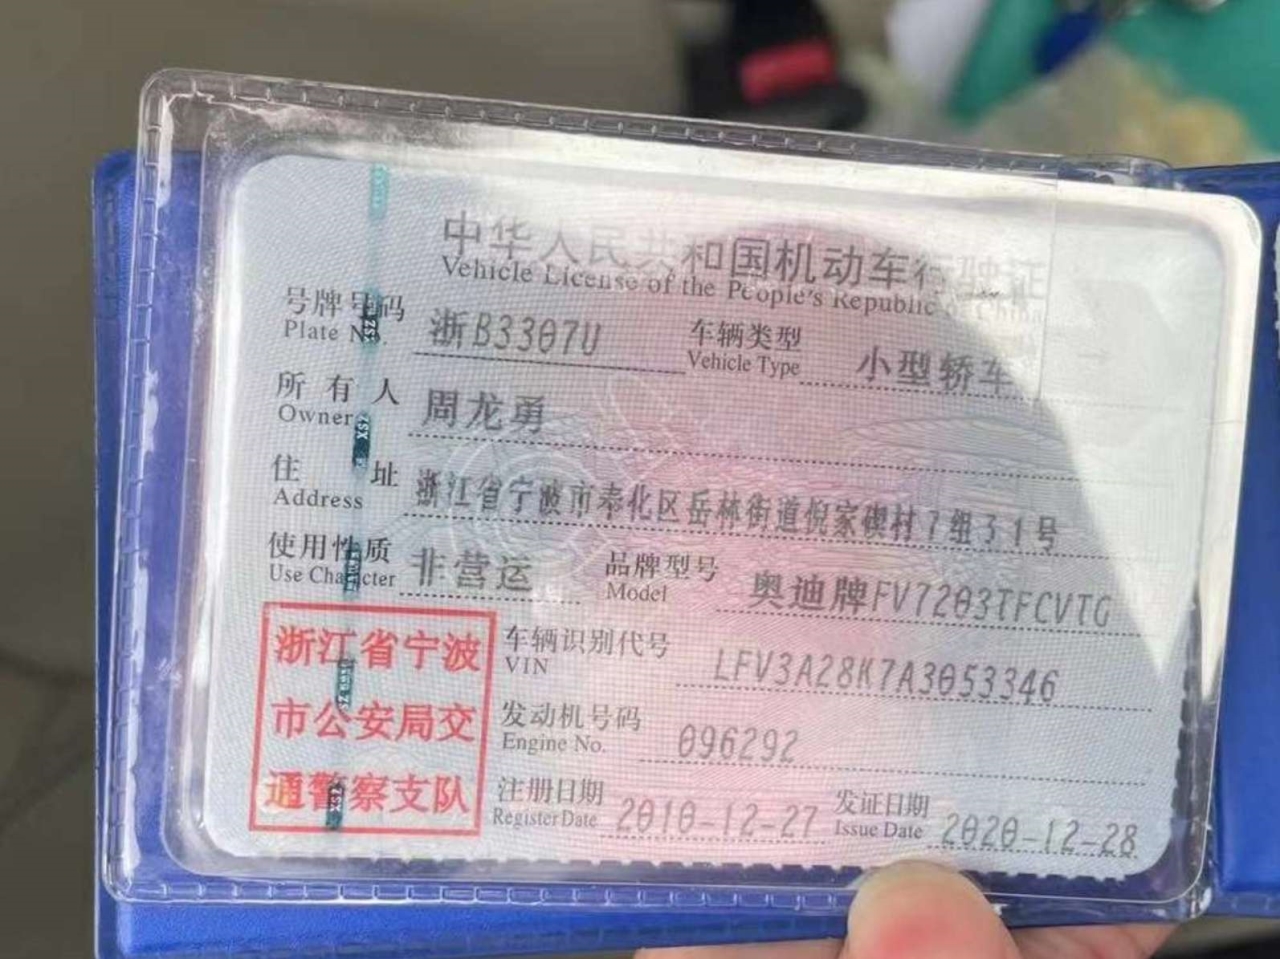 中华人民共和国机动车行驶证
Vehicle License of the People's Republic of China
号牌号码 浙B3307U 车辆类型 小型轿车
Plate No. Vehicle Type
所有人 周龙勇
Owner
住址 浙江省宁波市奉化区岳林街道倪家碶村7组31号
Address
使用性质 非营运 品牌型号 奥迪牌FV7203TFCVTG
Use Character Model
浙江省宁波
市公安局交
通警察支队
车辆识别代号 LFV3A28K7A3053346
VIN
发动机号码 096292
Engine No.
注册日期 2010-12-27 发证日期 2020-12-28
Register Date Issue Date